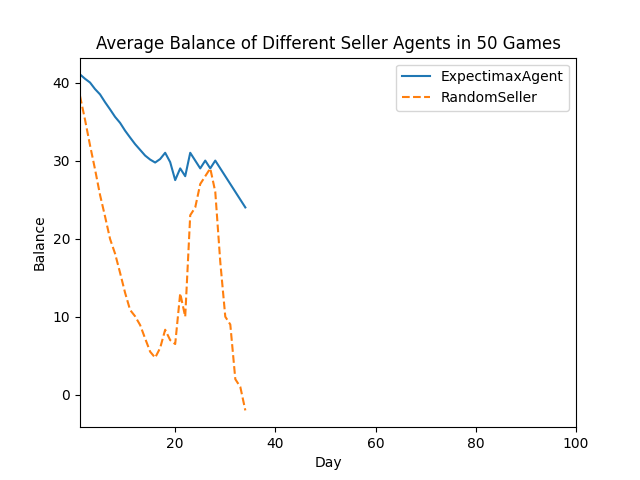 Average Balance of Different Seller Agents in 50 Games
ExpectimaxAgent
RandomSeller
40
30
20
10
0
Balance
20 40 60 80 100
Day